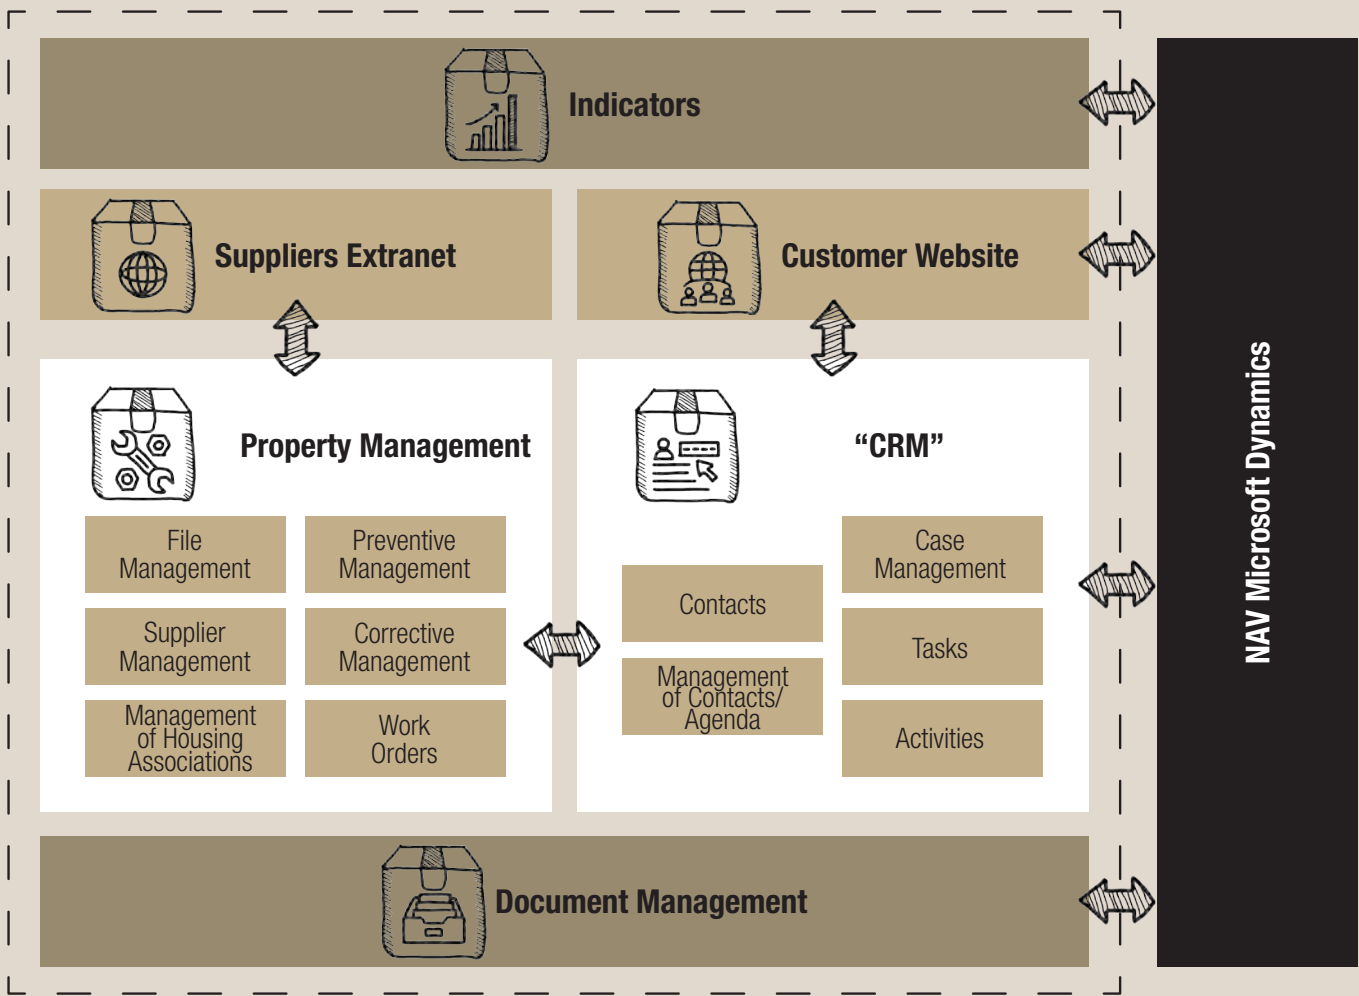 Indicators
Suppliers Extranet
Customer Website
Property Management
File
Management
Preventive
Management
Supplier
Management
Corrective
Management
Management
of Housing
Associations
Work
Orders
“CRM”
Contacts
Management
of Contacts/
Agenda
Case
Management
Tasks
Activities
Document Management
NAV Microsoft Dynamics